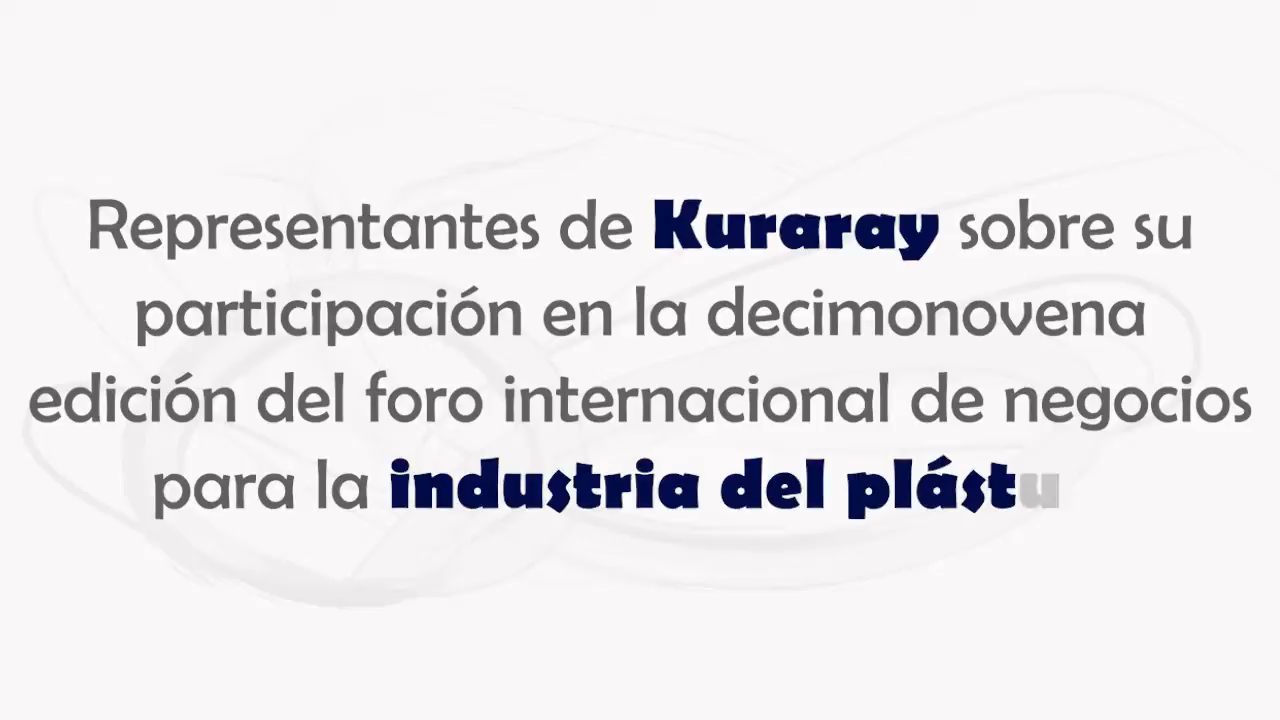 Representantes de Kuraray sobre su
participación en la decimonovena
edición del foro internacional de negocios
para la industria del plástu